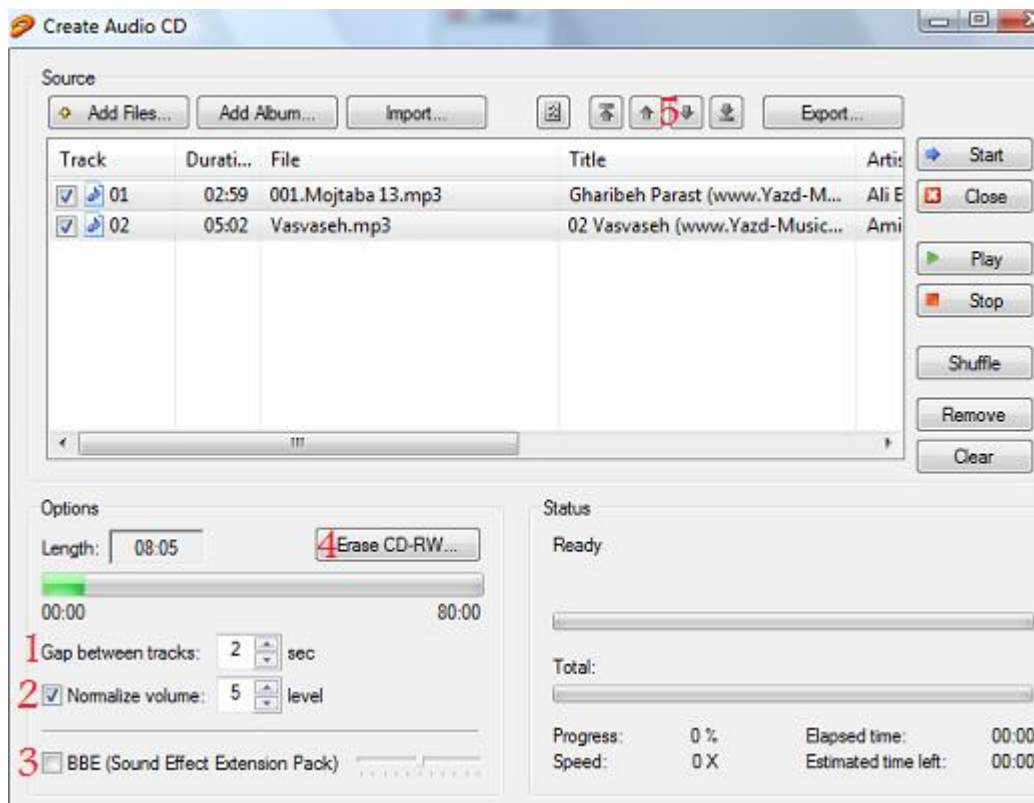 Create Audio CD
Source
Add Files... Add Album... Import... 5 Export...
Track Durati... File Title Artis
01 02:59 001.Mojtaba 13.mp3 Gharibeh Parast (www.Yazd-M... Ali E
02 05:02 Vasvaseh.mp3 02 Vasvaseh (www.Yazd-Music... Ami
Start
Close
Play
Stop
Shuffle
Remove
Clear
Options
Length: 08:05 4 Erase CD-RW...
00:00 80:00
1 Gap between tracks: 2 sec
2 Normalize volume: 5 level
3 BBE (Sound Effect Extension Pack)
Status
Ready
Total:
Progress: 0 % Elapsed time: 00:00
Speed: 0 X Estimated time left: 00:00